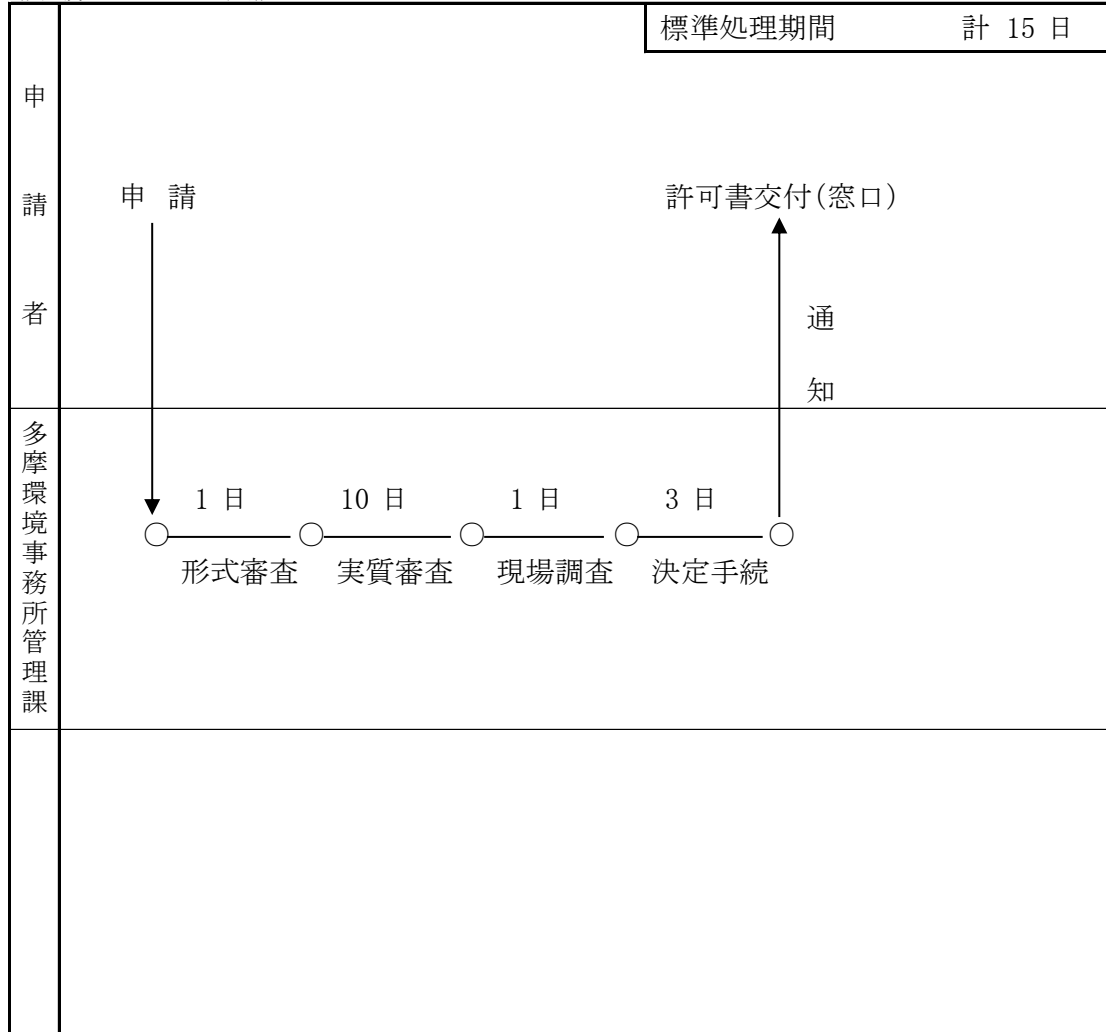 標準処理期間 計 15 日
申請者
申 請
許可書交付(窓口)
通知
多摩環境事務所管理課
1 日 10 日 1 日 3 日
形式審査 実質審査 現場調査 決定手続